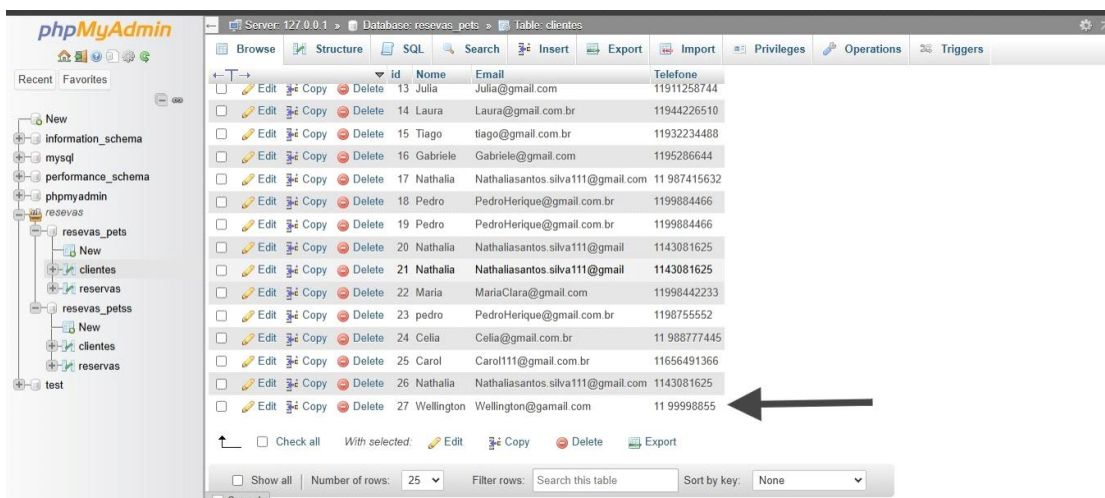 phpMyAdmin
Recent Favorites
New
information_schema
mysql
performance_schema
phpmyadmin
resevas
resevas_pets
New
clientes
reservas
resevas_petss
New
clientes
reservas
test
Server: 127.0.0.1 » Database: resevas_pets » Table: clientes
Browse Structure SQL Search Insert Export Import Privileges Operations Triggers
id Nome Email Telefone
Edit Copy Delete 13 Julia Julia@gmail.com 11911258744
Edit Copy Delete 14 Laura Laura@gmail.com.br 11944226510
Edit Copy Delete 15 Tiago tiago@gmail.com.br 11932234488
Edit Copy Delete 16 Gabriele Gabriele@gmail.com 1195286644
Edit Copy Delete 17 Nathalia Nathaliasantos.silva111@gmail.com 11 987415632
Edit Copy Delete 18 Pedro PedroHerique@gmail.com.br 1199884466
Edit Copy Delete 19 Pedro PedroHerique@gmail.com.br 1199884466
Edit Copy Delete 20 Nathalia Nathaliasantos.silva111@gmail 1143081625
Edit Copy Delete 21 Nathalia Nathaliasantos.silva111@gmail 1143081625
Edit Copy Delete 22 Maria MariaClara@gmail.com 11998442233
Edit Copy Delete 23 pedro PedroHerique@gmail.com.br 1198755552
Edit Copy Delete 24 Celia Celia@gmail.com.br 11 988777445
Edit Copy Delete 25 Carol Carol111@gmail.com.br 11656491366
Edit Copy Delete 26 Nathalia Nathaliasantos.silva111@gmail.com 1143081625
Edit Copy Delete 27 Wellington Wellington@gamail.com 11 99998855
Check all With selected: Edit Copy Delete Export
Show all Number of rows: 25 Filter rows: Search this table Sort by key: None